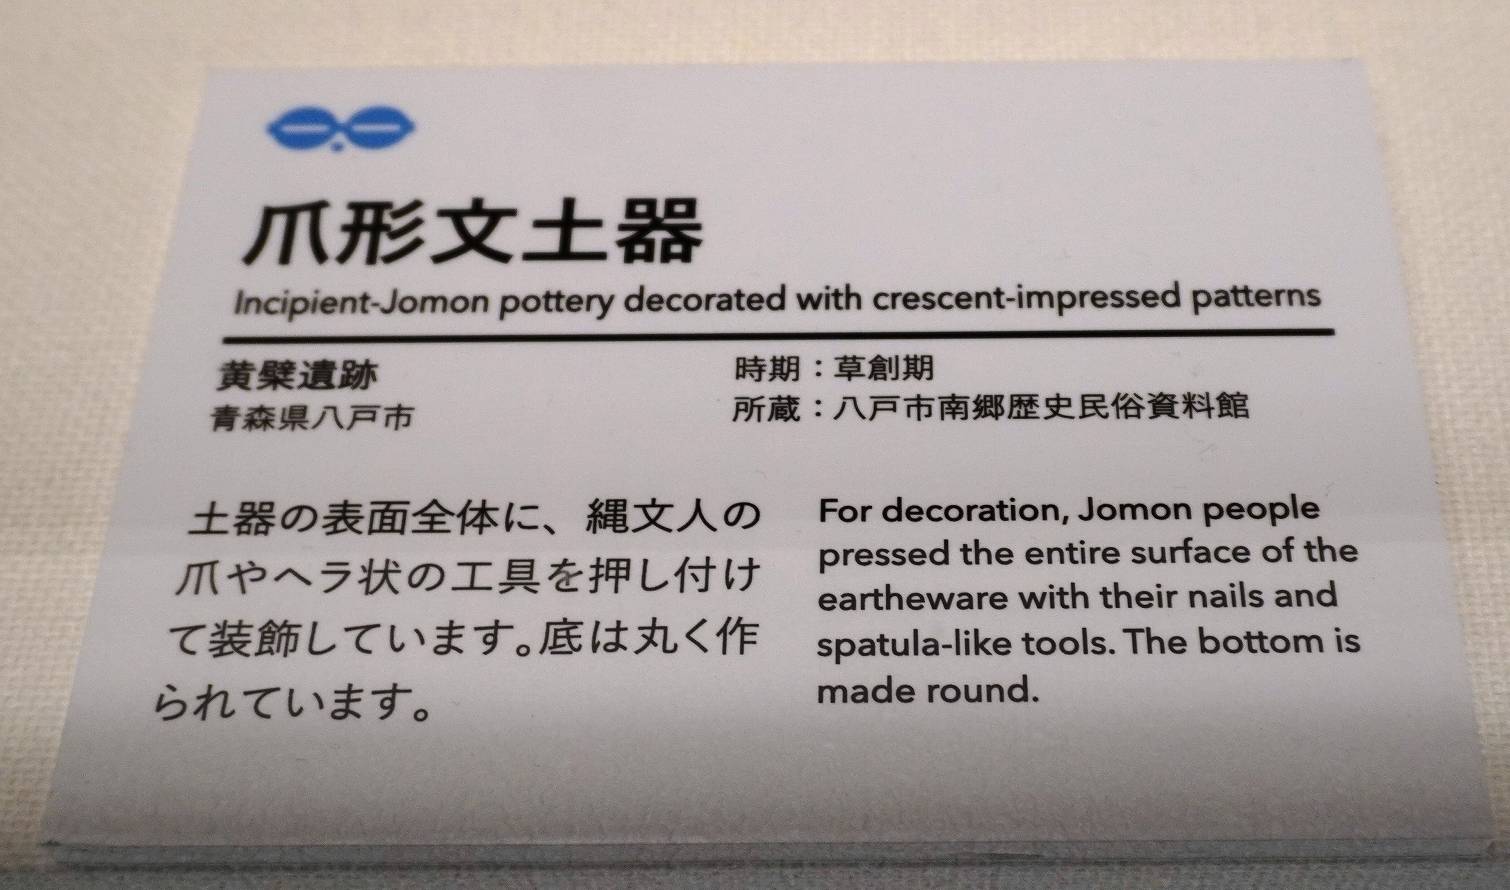 爪形文土器
Incipient-Jomon pottery decorated with crescent-impressed patterns
黄檗遺跡
青森県八戸市
時期：草創期
所蔵：八戸市南郷歴史民俗資料館
土器の表面全体に、縄文人の
爪やヘラ状の工具を押し付け
て装飾しています。底は丸く作
られています。
For decoration, Jomon people
pressed the entire surface of the
eartheware with their nails and
spatula-like tools. The bottom is
made round.